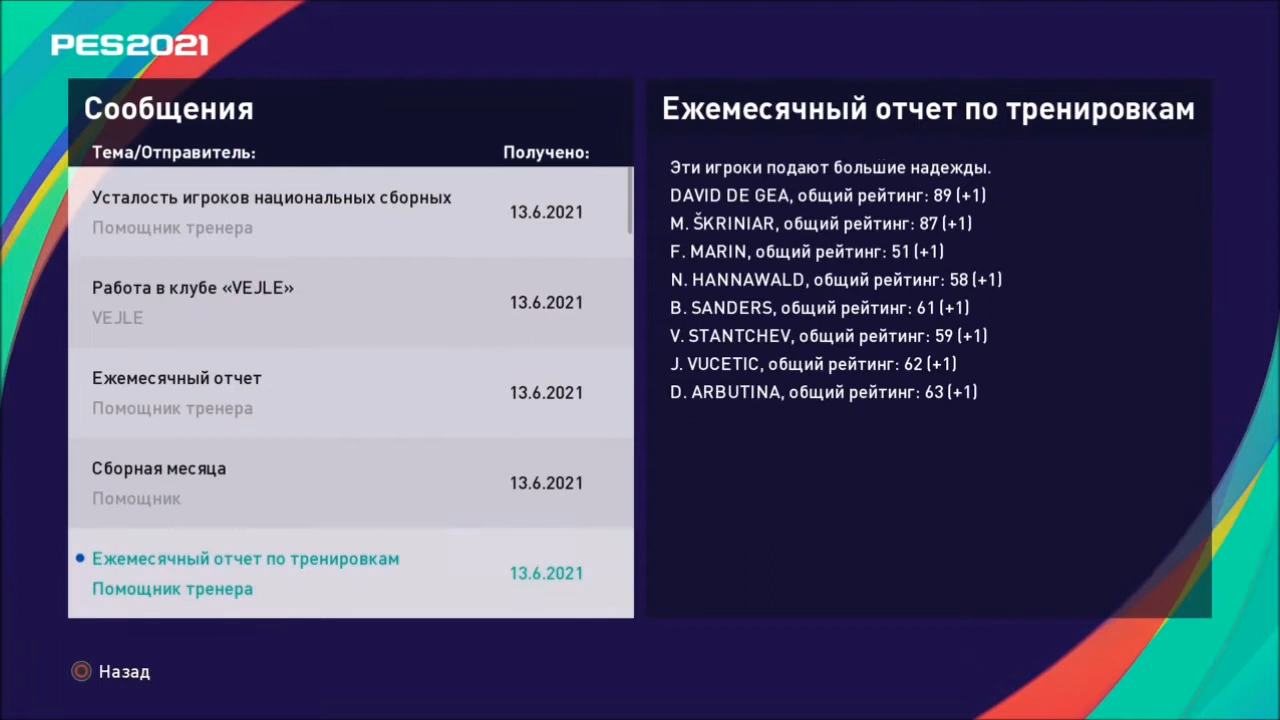 PES2021
Сообщения
Тема/Отправитель: Получено:
Усталость игроков национальных сборных 13.6.2021
Помощник тренера
Работа в клубе «VEJLE» 13.6.2021
VEJLE
Ежемесячный отчет 13.6.2021
Помощник тренера
Сборная месяца 13.6.2021
Помощник
Ежемесячный отчет по тренировкам 13.6.2021
Помощник тренера
Ежемесячный отчет по тренировкам
Эти игроки подают большие надежды.
DAVID DE GEA, общий рейтинг: 89 (+1)
M. ŠKRINIAR, общий рейтинг: 87 (+1)
F. MARIN, общий рейтинг: 51 (+1)
N. HANNAWALD, общий рейтинг: 58 (+1)
B. SANDERS, общий рейтинг: 61 (+1)
V. STANTCHEV, общий рейтинг: 59 (+1)
J. VUCETIC, общий рейтинг: 62 (+1)
D. ARBUTINA, общий рейтинг: 63 (+1)
Назад